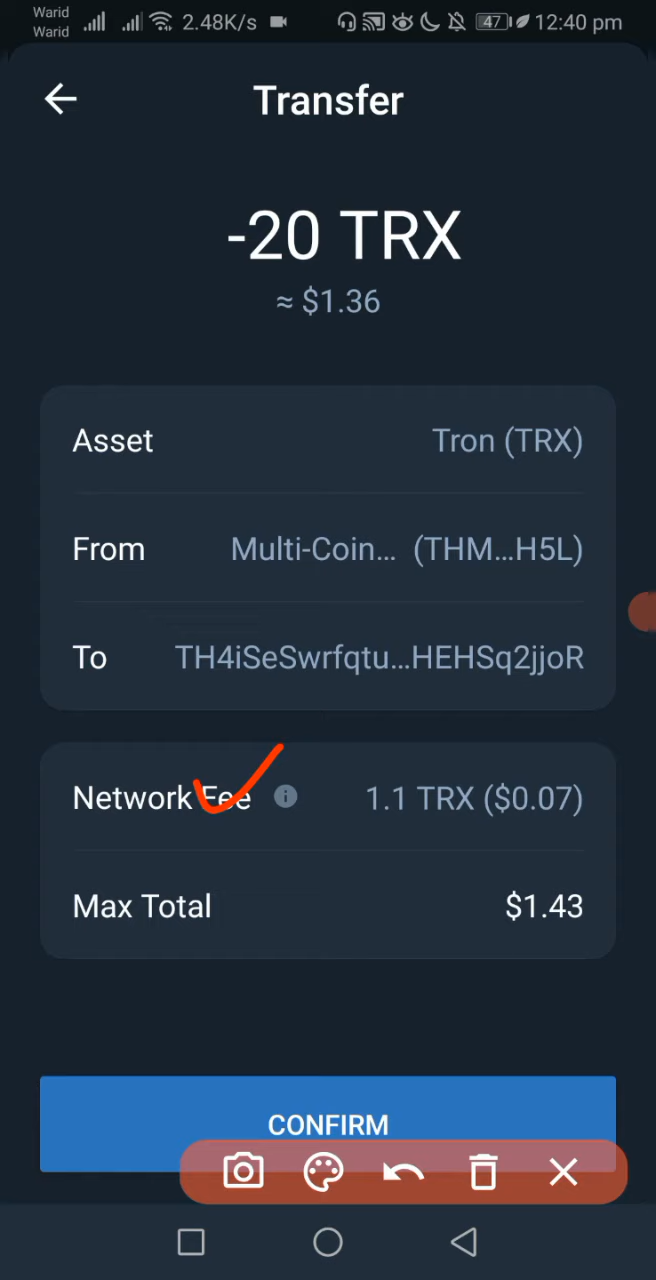 Warid
Warid
2.48K/s
47
12:40 pm
Transfer
-20 TRX
≈ $1.36
Asset
Tron (TRX)
From
Multi-Coin... (THM...H5L)
To
TH4iSeSwrfqtu...HEHSq2jjoR
Network Fee
1.1 TRX ($0.07)
Max Total
$1.43
CONFIRM